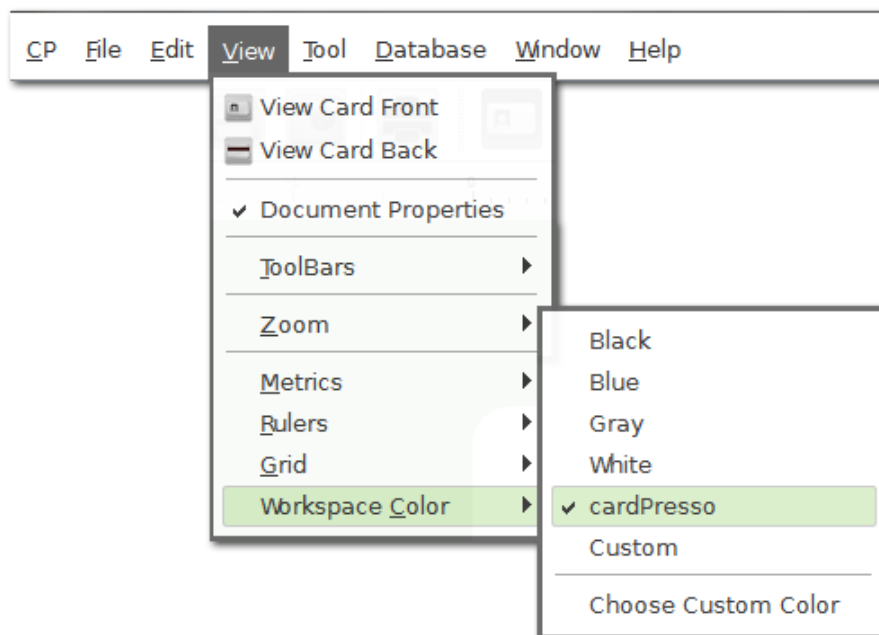 CP File Edit View Tool Database Window Help
View Card Front
View Card Back
Document Properties
ToolBars
Zoom
Metrics
Rulers
Grid
Workspace Color
Black
Blue
Gray
White
cardPresso
Custom
Choose Custom Color